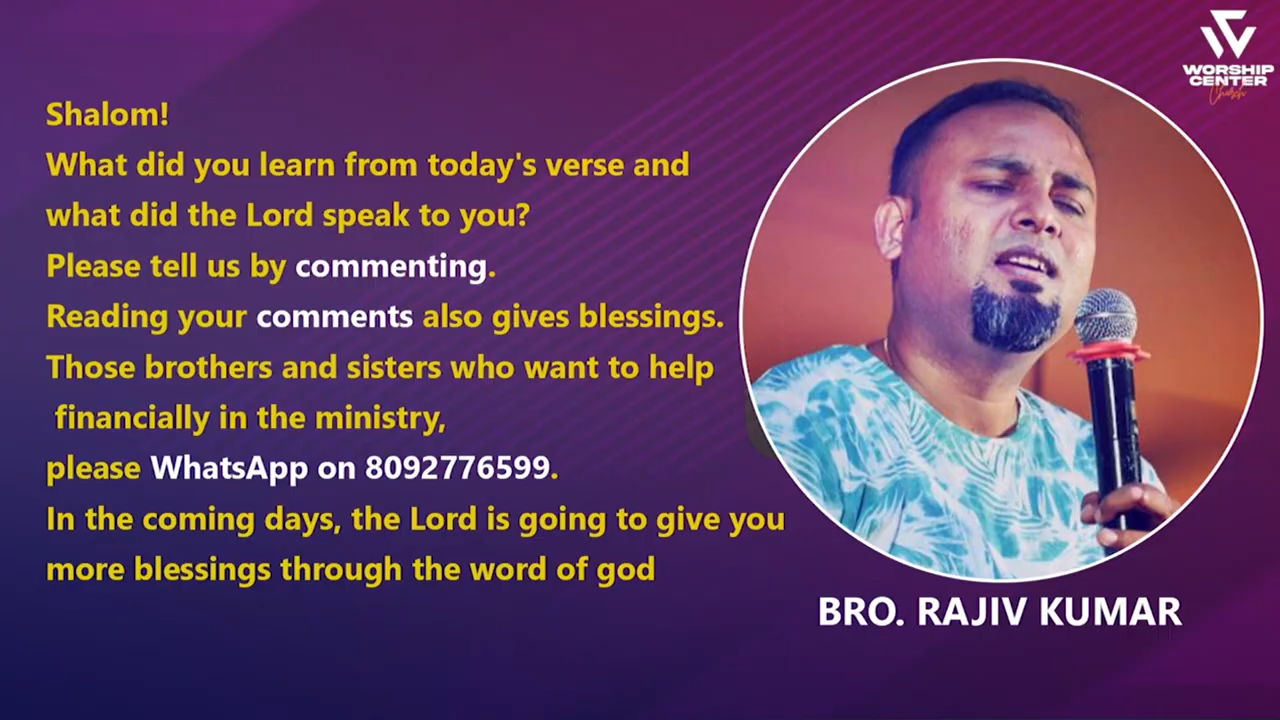 Shalom!
What did you learn from today's verse and
what did the Lord speak to you?
Please tell us by commenting.
Reading your comments also gives blessings.
Those brothers and sisters who want to help
financially in the ministry,
please WhatsApp on 8092776599.
In the coming days, the Lord is going to give you
more blessings through the word of god
WORSHIP
CENTER
Church
BRO. RAJIV KUMAR